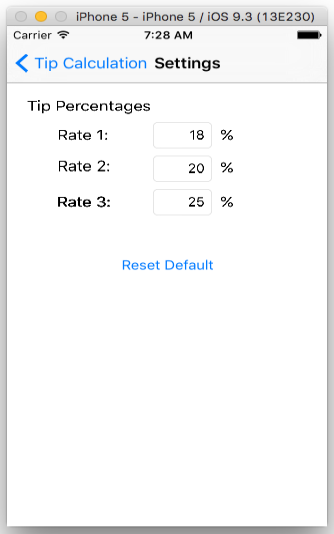 iPhone 5 - iPhone 5 / iOS 9.3 (13E230)
Carrier 7:28 AM
Tip Calculation Settings
Tip Percentages
Rate 1: 18 %
Rate 2: 20 %
Rate 3: 25 %
Reset Default